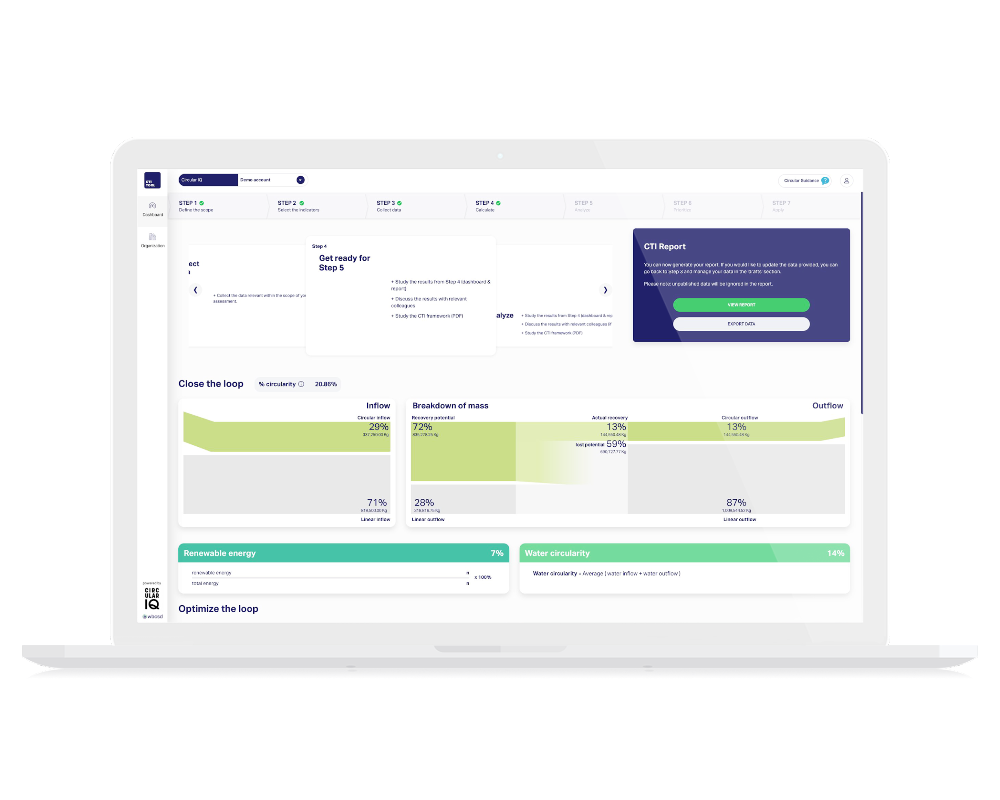 CTI
TOOL
Circular IQ
Demo account
Circular Guidance ?
Dashboard
Organization
STEP 1
Define the scope
STEP 2
Select the indicators
STEP 3
Collect data
STEP 4
Calculate
STEP 5
Analyze
STEP 6
Prioritize
STEP 7
Apply
ect
a
+ Collect the data relevant within the scope of you
assessment.
Step 4
Get ready for
Step 5
+ Study the results from Step 4 (dashboard &
report)
+ Discuss the results with relevant
colleagues
+ Study the CTI framework (PDF)
alyze
+ Study the results from Step 4 (dashboard & rep
+ Discuss the results with relevant colleagues (if
+ Study the CTI framework (PDF)
CTI Report
You can now generate your report. If you would like to update the data provided, you can
go back to Step 3 and manage your data in the 'drafts' section.
Please note: unpublished data will be ignored in the report.
VIEW REPORT
EXPORT DATA
Close the loop
% circularity
20.86%
Inflow
Circular inflow
29%
337,250.00 Kg
71%
818,500.00 Kg
Linear inflow
Breakdown of mass
Outflow
Recovery potential
72%
835,278.25 Kg
Actual recovery
13%
144,550.48 Kg
lost potential 59%
690,727.77 Kg
Circular outflow
13%
144,550.48 Kg
28%
318,816.75 Kg
Linear outflow
87%
1,009,544.52 Kg
Linear outflow
Renewable energy
7%
renewable energy
n
x 100%
total energy
n
Water circularity
14%
Water circularity = Average ( water inflow + water outflow )
Optimize the loop
powered by
CIRC
ULAR
IQ
wbcsd